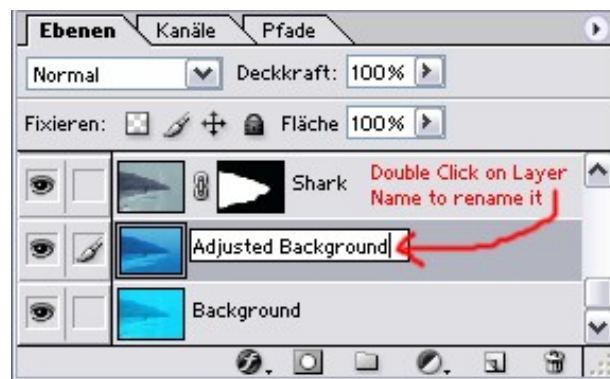 Ebenen Kanäle Pfade
Normal Deckkraft: 100%
Fixieren: Fläche 100%
Shark
Double Click on Layer
Name to rename it
Adjusted Background
Background